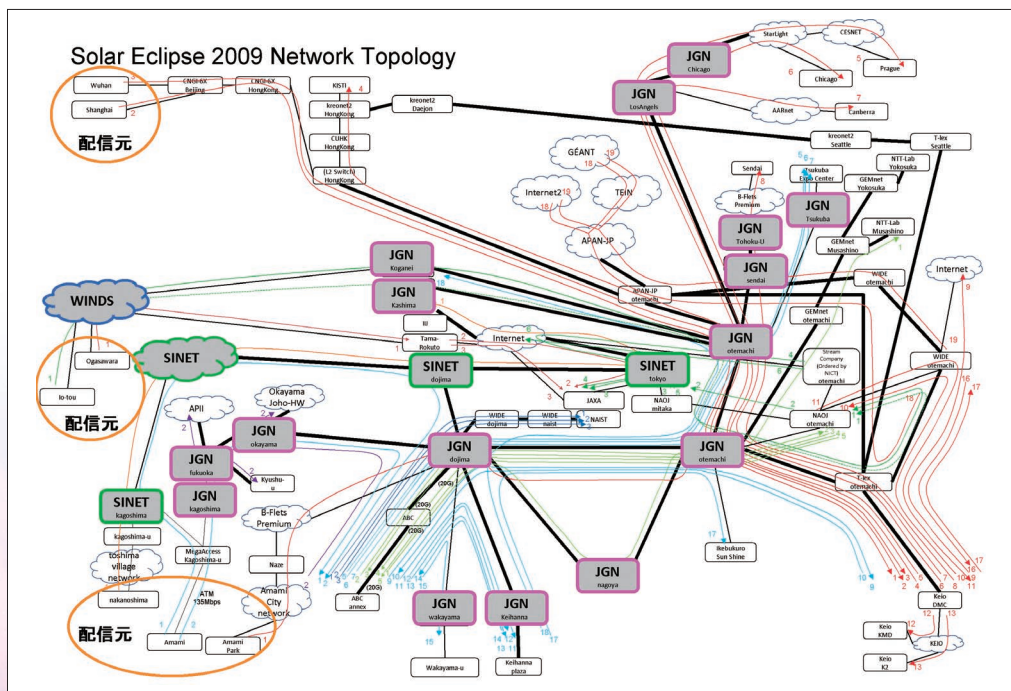 Solar Eclipse 2009 Network Topology
Wuhan
CNGI-6X
Beijing
CNGI-6X
HongKong
Shanghai
配信元
KISTI
kreonet2
HongKong
CUHK
HongKong
(L2 Switch)
HongKong
kreonet2
Daejon
JGN
Chicago
StarLight
CESNET
Prague
Chicago
JGN
LosAngels
AARnet
Canberra
kreonet2
Seattle
T-lex
Seattle
GÉANT
Internet2
TEIN
APAN-JP
Sendai
B-Flets
Premium
Tsukuba
Expo Center
NTT-Lab
Yokosuka
GEMnet
Yokosuka
JGN
Tsukuba
JGN
Tohoku-U
NTT-Lab
Musashino
GEMnet
Musashino
JGN
sendai
WIDE
otemachi
Internet
APAN-JP
otemachi
GEMnet
otemachi
WINDS
JGN
Koganei
JGN
Kashima
IIJ
Tama-
Rokuto
Internet
JGN
otemachi
Stream
Company
(Ordered by
NICT)
otemachi
WIDE
otemachi
Ogasawara
Io-tou
配信元
SINET
SINET
dojima
SINET
tokyo
JAXA
NAOJ
mitaka
NAOJ
otemachi
Okayama
Joho-HW
APII
JGN
okayama
WIDE
dojima
WIDE
naist
NAIST
JGN
fukuoka
JGN
dojima
JGN
otemachi
Kyushu-
u
JGN
kagoshima
T-lex
otemachi
SINET
kagoshima
kagoshima-u
MegaAccess
Kagoshima-u
toshima
village
network
nakanoshima
ATM
135Mbps
配信元
Amami
Amami
Park
B-Flets
Premium
Naze
Amami
City
network
(20G)
ABC
(20G)
(20G)
ABC
annex
JGN
wakayama
Wakayama-u
JGN
Keihanna
Keihanna
plaza
JGN
nagoya
Ikebukuro
Sun Shine
Keio
DMC
Keio
KMD
KEIO
Keio
K2